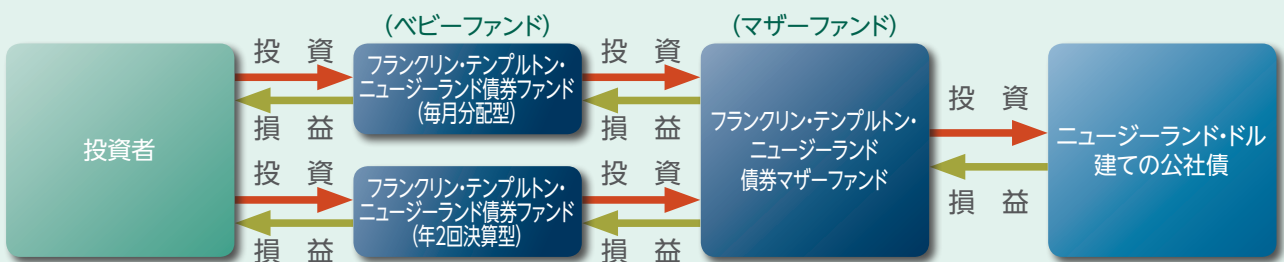 (ベビーファンド)
(マザーファンド)
投資者
投 資
損 益
フランクリン・テンプルトン・
ニュージーランド債券ファンド
(毎月分配型)
投 資
損 益
投 資
損 益
フランクリン・テンプルトン・
ニュージーランド債券ファンド
(年2回決算型)
投 資
損 益
フランクリン・テンプルトン・
ニュージーランド
債券マザーファンド
投 資
損 益
ニュージーランド・ドル
建ての公社債